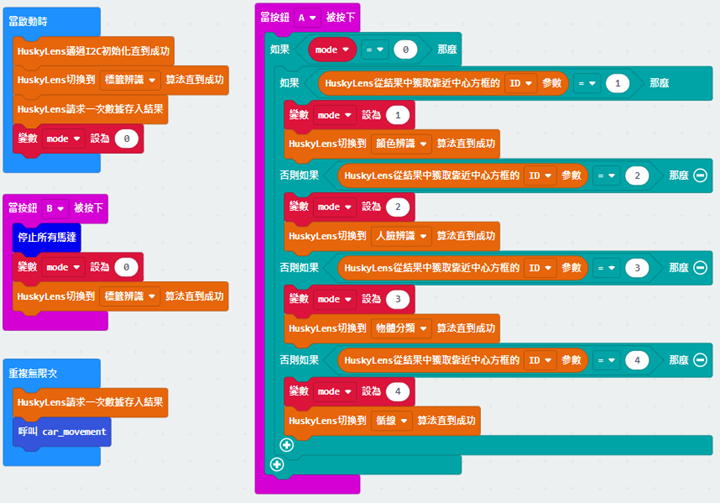 當啟動時
HuskyLens通過I2C初始化直到成功
HuskyLens切換到 標籤辨識 算法直到成功
HuskyLens請求一次數據存入結果
變數 mode 設為 0
當按鈕 B 被按下
停止所有馬達
變數 mode 設為 0
HuskyLens切換到 標籤辨識 算法直到成功
重複無限次
HuskyLens請求一次數據存入結果
呼叫 car_movement
當按鈕 A 被按下
如果 mode = 0 那麼
如果 HuskyLens從結果中獲取靠近中心方框的 ID 參數 = 1 那麼
變數 mode 設為 1
HuskyLens切換到 顏色辨識 算法直到成功
否則如果 HuskyLens從結果中獲取靠近中心方框的 ID 參數 = 2 那麼
變數 mode 設為 2
HuskyLens切換到 人臉辨識 算法直到成功
否則如果 HuskyLens從結果中獲取靠近中心方框的 ID 參數 = 3 那麼
變數 mode 設為 3
HuskyLens切換到 物體分類 算法直到成功
否則如果 HuskyLens從結果中獲取靠近中心方框的 ID 參數 = 4 那麼
變數 mode 設為 4
HuskyLens切換到 循線 算法直到成功